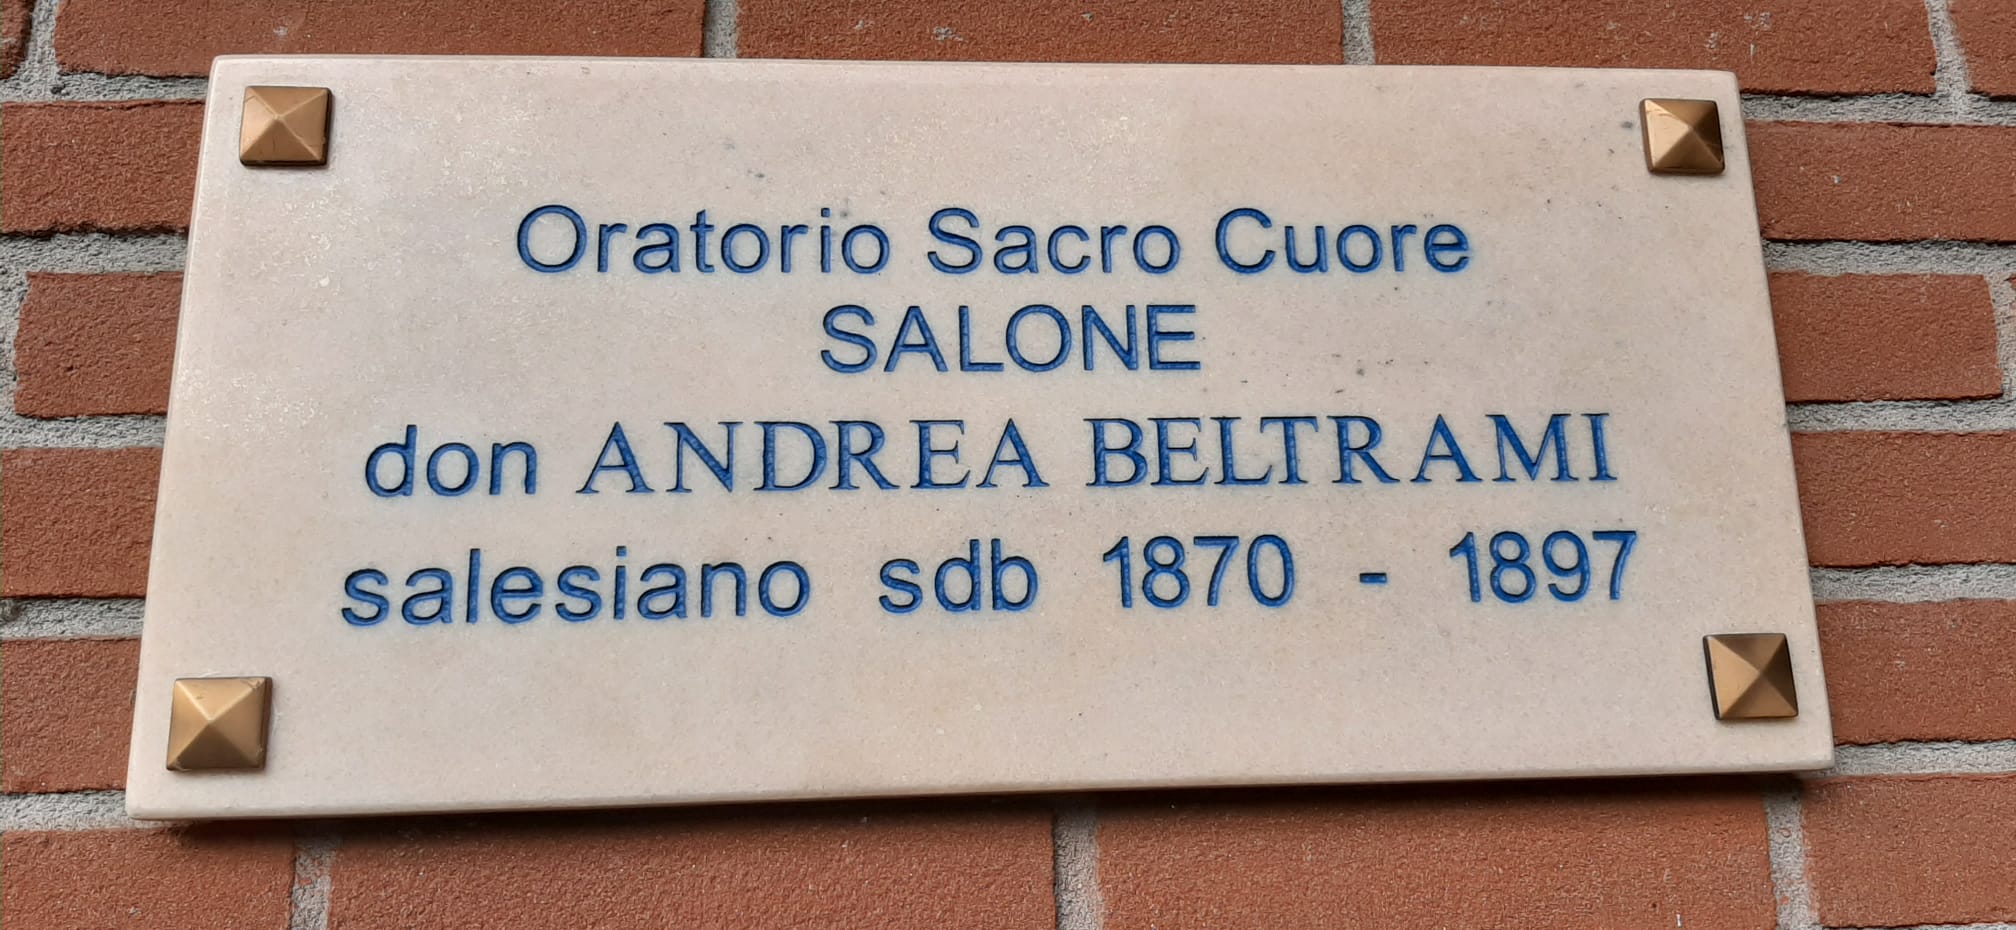 Oratorio Sacro Cuore
SALONE
don ANDREA BELTRAMI
salesiano sdb 1870 - 1897